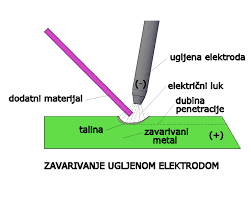 ugljena elektroda
(-)
električni luk
dodatni materijal
dubina
penetracije
talina
zavarivani
metal
(+)
ZAVARIVANJE UGLJENOM ELEKTRODOM